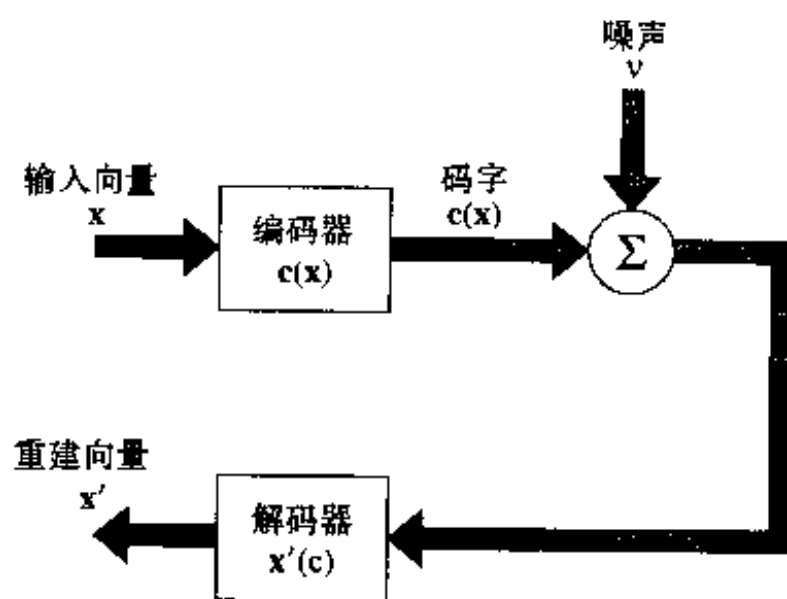 噪声
ν
输入向量
x
编码器
c(x)
码字
c(x)
Σ
重建向量
x′
解码器
x′(c)